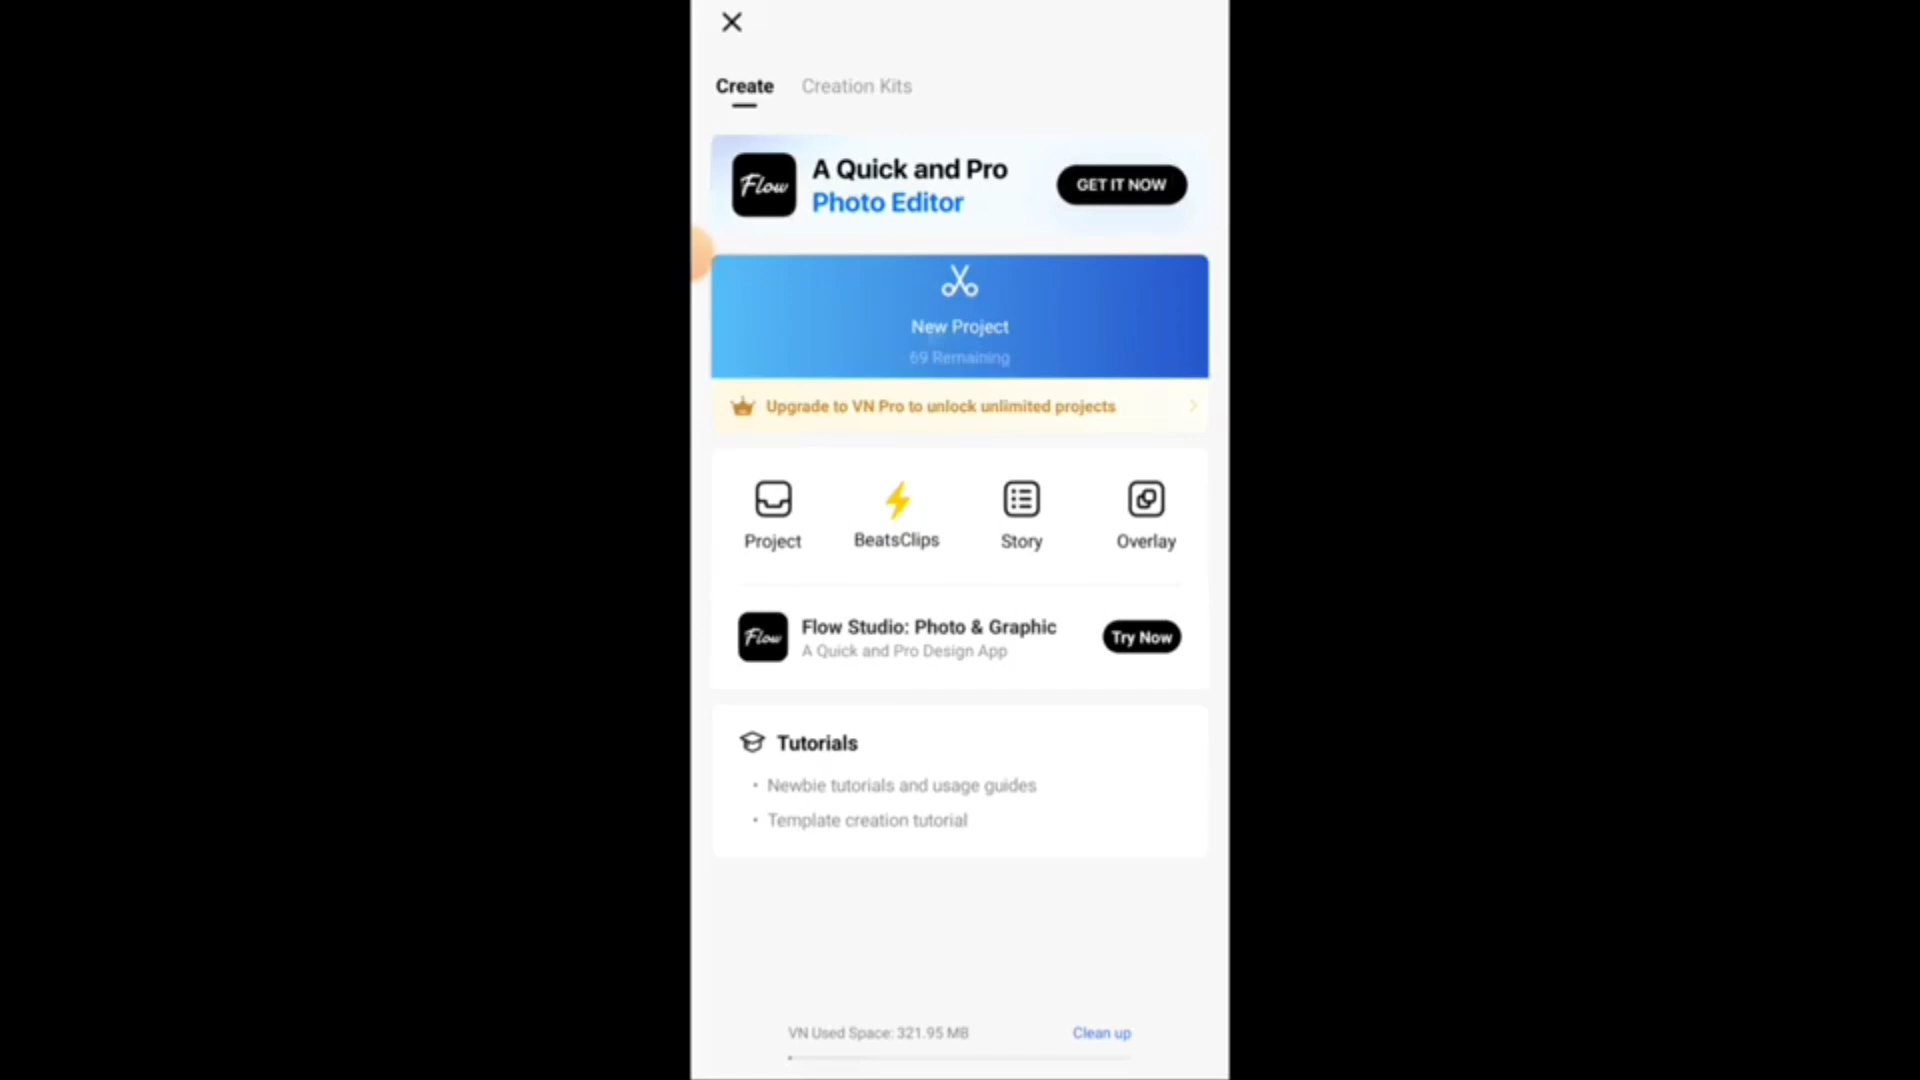 Create Creation Kits
Flow
A Quick and Pro
Photo Editor
GET IT NOW
New Project
69 Remaining
Upgrade to VN Pro to unlock unlimited projects
Project BeatsClips Story Overlay
Flow
Flow Studio: Photo & Graphic
A Quick and Pro Design App
Try Now
Tutorials
• Newbie tutorials and usage guides
• Template creation tutorial
VN Used Space: 321.95 MB Clean up